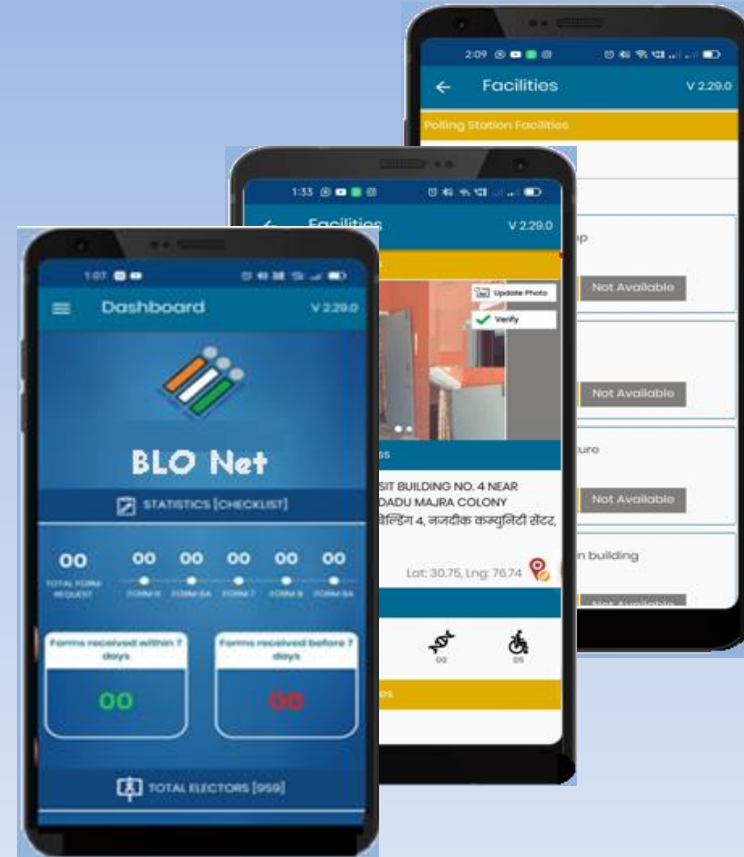 1:07
Dashboard
V 2.29.0
BLO Net
STATISTICS [CHECKLIST]
00 00 00 00 00 00
TOTAL FORM REQUEST
FORM-6A FORM-7 FORM-8 FORM-8A
Forms received within 7 days
00
Forms received before 7 days
00
TOTAL ELECTORS [959]
1:33
Facilities
V 2.29.0
Update Photo
Verify
SIT BUILDING NO. 4 NEAR
DADU MAJRA COLONY
बिल्डिंग 4, नजदीक कम्युनिटी सेंटर,
Lat: 30.75, Lng: 76.74
00 05
2:09
Facilities
V 2.29.0
Polling Station Facilities
Not Available
Not Available
ure
Not Available
n building
Not Available